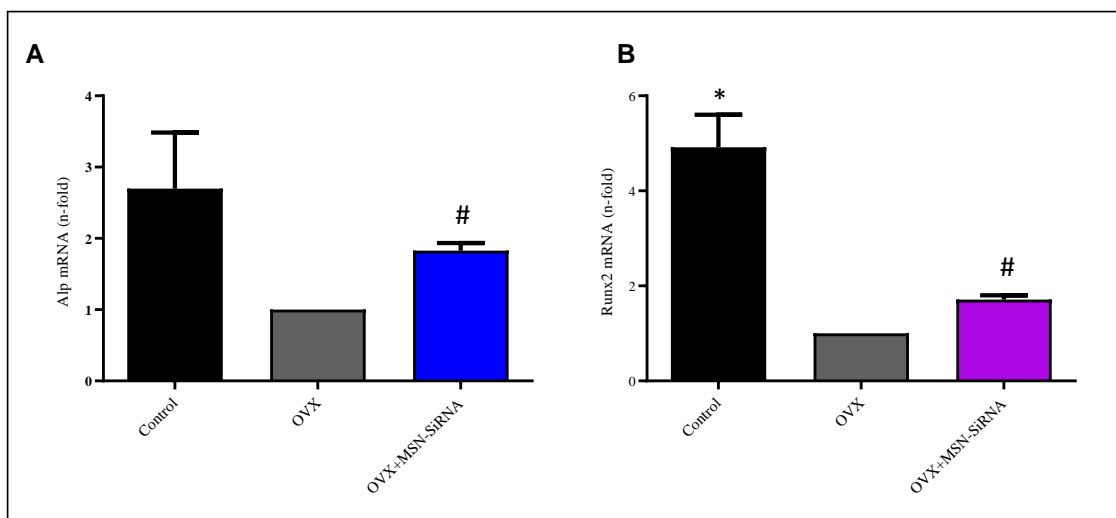 A
Alp mRNA (n-fold)
4
3
2
1
0
#
Control
OVX
OVX+MSN-SiRNA
B
Runx2 mRNA (n-fold)
6
4
2
0
*
#
Control
OVX
OVX+MSN-SiRNA